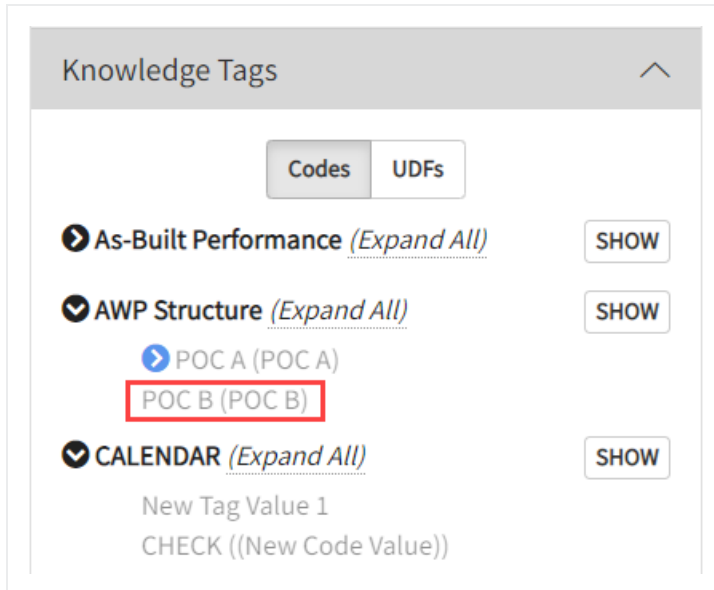 Knowledge Tags
Codes UDFs
As-Built Performance (Expand All) SHOW
AWP Structure (Expand All) SHOW
POC A (POC A)
POC B (POC B)
CALENDAR (Expand All) SHOW
New Tag Value 1
CHECK ((New Code Value))